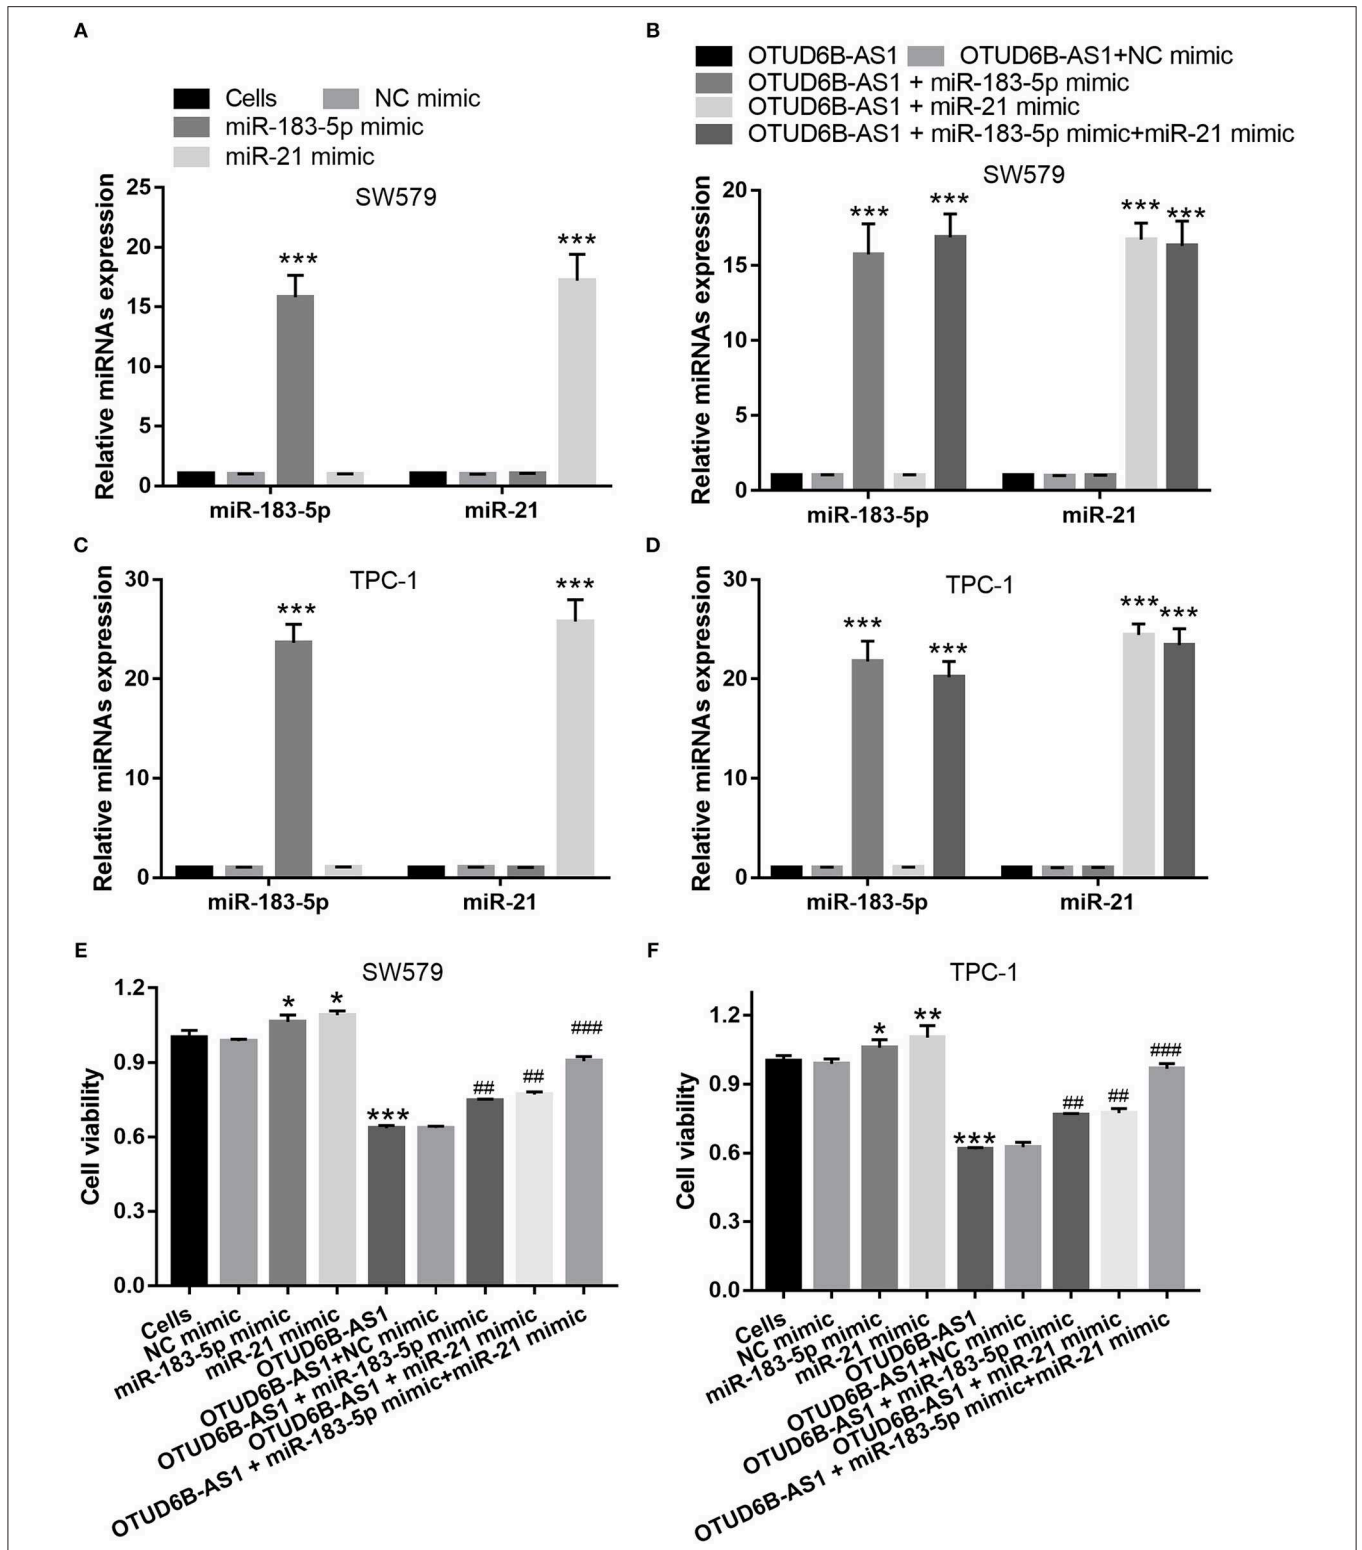 A
Cells NC mimic
miR-183-5p mimic
miR-21 mimic
SW579
Relative miRNAs expression
25
20
15
10
5
0
***
***
miR-183-5p miR-21
B
OTUD6B-AS1 OTUD6B-AS1+NC mimic
OTUD6B-AS1 + miR-183-5p mimic
OTUD6B-AS1 + miR-21 mimic
OTUD6B-AS1 + miR-183-5p mimic+miR-21 mimic
SW579
Relative miRNAs expression
20
15
10
5
0
*** *** *** ***
miR-183-5p miR-21
C
TPC-1
Relative miRNAs expression
30
20
10
0
*** ***
miR-183-5p miR-21
D
TPC-1
Relative miRNAs expression
30
20
10
0
*** *** *** ***
miR-183-5p miR-21
E
SW579
Cell viability
1.2
0.9
0.6
0.3
0.0
* * *** ## ## ###
Cells
NC mimic
miR-183-5p mimic
miR-21 mimic
OTUD6B-AS1
OTUD6B-AS1+NC mimic
OTUD6B-AS1 + miR-183-5p mimic
OTUD6B-AS1 + miR-21 mimic
OTUD6B-AS1 + miR-183-5p mimic+miR-21 mimic
F
TPC-1
Cell viability
1.2
0.9
0.6
0.3
0.0
* ** *** ## ## ###
Cells
NC mimic
miR-183-5p mimic
miR-21 mimic
OTUD6B-AS1
OTUD6B-AS1+NC mimic
OTUD6B-AS1 + miR-183-5p mimic
OTUD6B-AS1 + miR-21 mimic
OTUD6B-AS1 + miR-183-5p mimic+miR-21 mimic